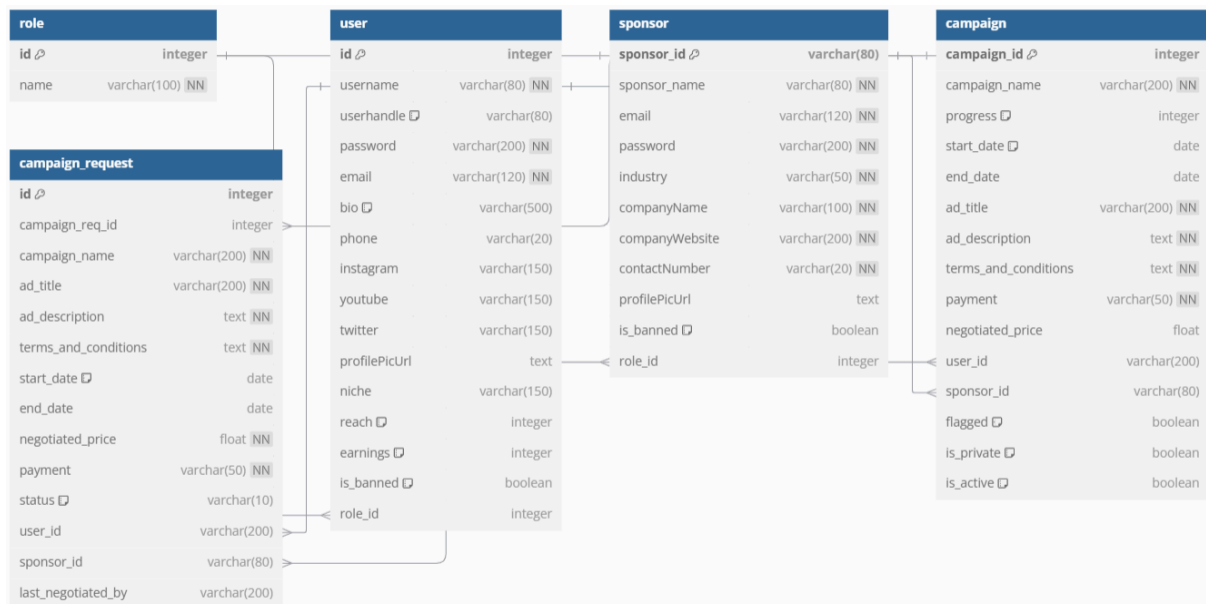 role
id integer
name varchar(100) NN
campaign_request
id integer
campaign_req_id integer
campaign_name varchar(200) NN
ad_title varchar(200) NN
ad_description text NN
terms_and_conditions text NN
start_date date
end_date date
negotiated_price float NN
payment varchar(50) NN
status varchar(10)
user_id varchar(200)
sponsor_id varchar(80)
last_negotiated_by varchar(200)
user
id integer
username varchar(80) NN
userhandle varchar(80)
password varchar(200) NN
email varchar(120) NN
bio varchar(500)
phone varchar(20)
instagram varchar(150)
youtube varchar(150)
twitter varchar(150)
profilePicUrl text
niche varchar(150)
reach integer
earnings integer
is_banned boolean
role_id integer
sponsor
sponsor_id varchar(80)
sponsor_name varchar(80) NN
email varchar(120) NN
password varchar(200) NN
industry varchar(50) NN
companyName varchar(100) NN
companyWebsite varchar(200) NN
contactNumber varchar(20) NN
profilePicUrl text
is_banned boolean
role_id integer
campaign
campaign_id integer
campaign_name varchar(200) NN
progress integer
start_date date
end_date date
ad_title varchar(200) NN
ad_description text NN
terms_and_conditions text NN
payment varchar(50) NN
negotiated_price float
user_id varchar(200)
sponsor_id varchar(80)
flagged boolean
is_private boolean
is_active boolean